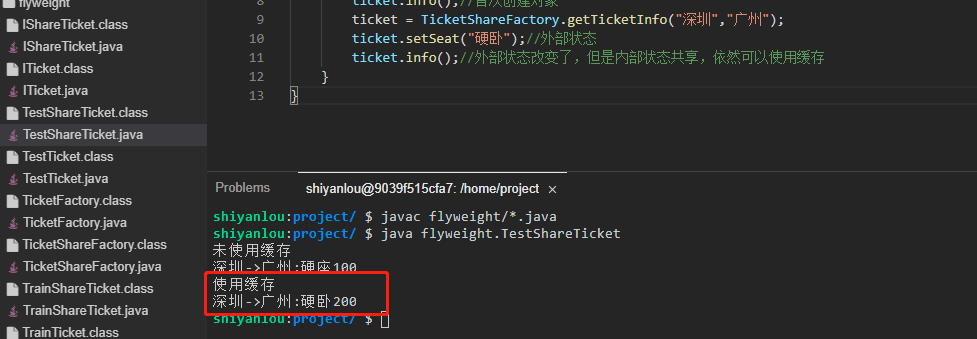 flyweight
IShareTicket.class
IShareTicket.java
ITicket.class
ITicket.java
TestShareTicket.class
TestShareTicket.java
TestTicket.class
TestTicket.java
TicketFactory.class
TicketFactory.java
TicketShareFactory.class
TicketShareFactory.java
TrainShareTicket.class
TrainShareTicket.java
TrainTicket.class
8 ticket.info();//首次创建对象
9 ticket = TicketShareFactory.getTicketInfo("深圳","广州");
10 ticket.setSeat("硬卧");//外部状态
11 ticket.info();//外部状态改变了，但是内部状态共享，依然可以使用缓存
12 }
13 }
Problems shiyanlou@9039f515cfa7: /home/project ×
shiyanlou:project/ $ javac flyweight/*.java
shiyanlou:project/ $ java flyweight.TestShareTicket
未使用缓存
深圳->广州:硬座100
使用缓存
深圳->广州:硬卧200
shiyanlou:project/ $